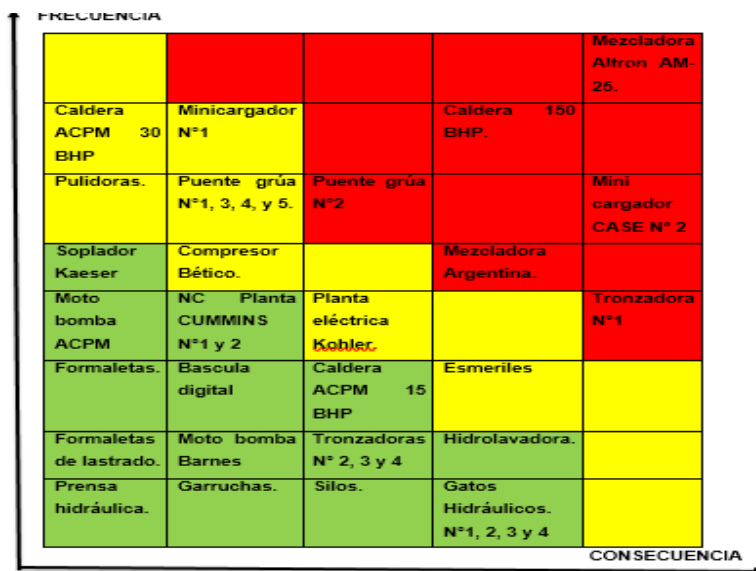 FRECUENCIA
Mezcladora
Altron AM-
25.
Caldera
ACPM 30
BHP
Minicargador
N°1
Caldera 150
BHP.
Pulidoras.
Puente grúa
N°1, 3, 4, y 5.
Puente grúa
N°2
Mini
cargador
CASE N° 2
Soplador
Kaeser
Compresor
Bético.
Mezcladora
Argentina.
Moto
bomba
ACPM
NC Planta
CUMMINS
N°1 y 2
Planta
eléctrica
Kohler.
Tronzadora
N°1
Formaletas.
Bascula
digital
Caldera
ACPM 15
BHP
Esmeriles
Formaletas
de lastrado.
Moto bomba
Barnes
Tronzadoras
N° 2, 3 y 4
Hidrolavadora.
Prensa
hidráulica.
Garruchas.
Silos.
Gatos
Hidráulicos.
N°1, 2, 3 y 4
CONSECUENCIA